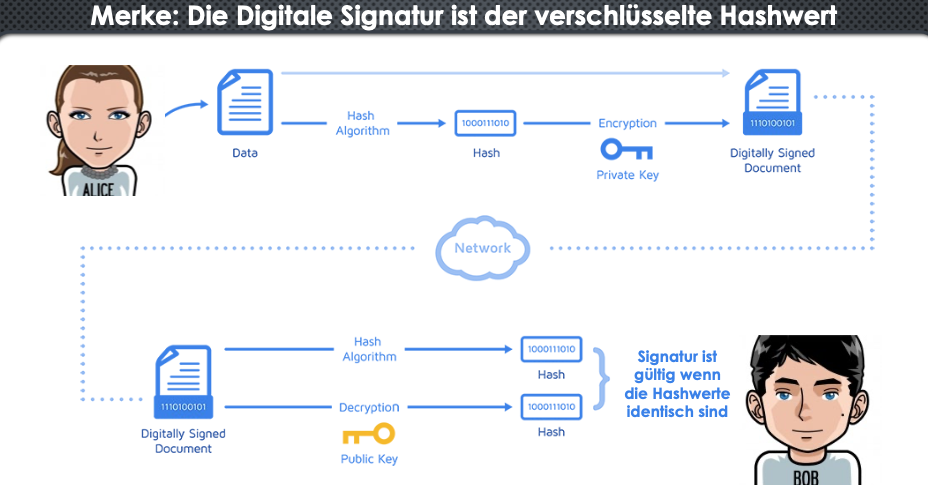 Merke: Die Digitale Signatur ist der verschlüsselte Hashwert
ALICE
Data
Hash
Algorithm
1000111010
Hash
Encryption
Private Key
1110100101
Digitally Signed
Document
Network
1110100101
Digitally Signed
Document
Hash
Algorithm
1000111010
Hash
Decryption
Public Key
1000111010
Hash
Signatur ist
gültig wenn
die Hashwerte
identisch sind
BOB